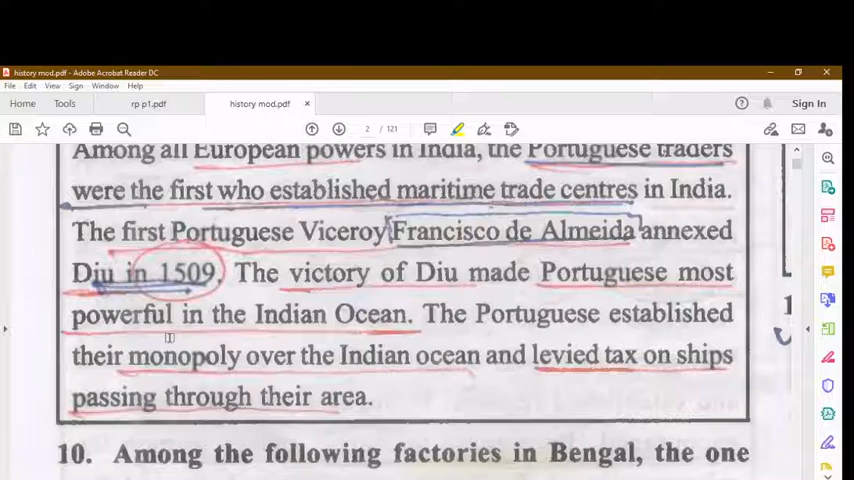 history mod.pdf - Adobe Acrobat Reader DC
File Edit View Sign Window Help
Home Tools rp p1.pdf history mod.pdf × Sign In
2 / 121
Among all European powers in India, the Portuguese traders
were the first who established maritime trade centres in India.
The first Portuguese Viceroy Francisco de Almeida annexed
Diu in 1509. The victory of Diu made Portuguese most
powerful in the Indian Ocean. The Portuguese established
their monopoly over the Indian ocean and levied tax on ships
passing through their area.
10. Among the following factories in Bengal, the one